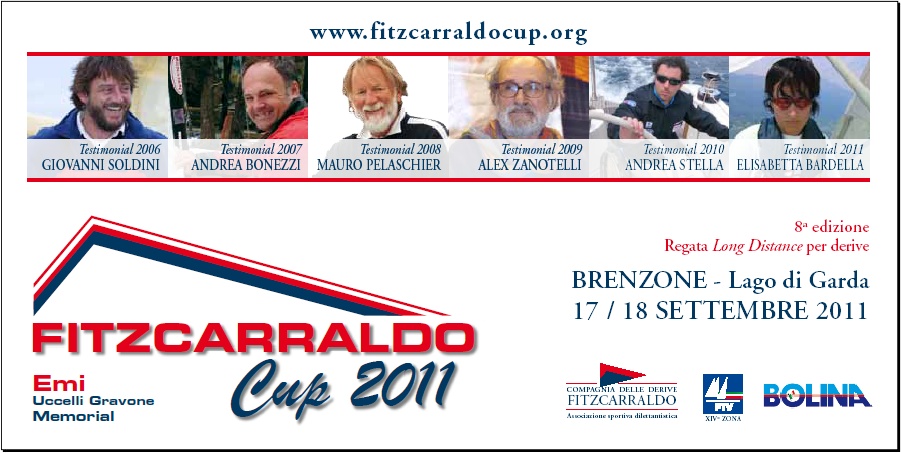 www.fitzcarraldocup.org
Testimonial 2006
GIOVANNI SOLDINI
Testimonial 2007
ANDREA BONEZZI
Testimonial 2008
MAURO PELASCHIER
Testimonial 2009
ALEX ZANOTELLI
Testimonial 2010
ANDREA STELLA
Testimonial 2011
ELISABETTA BARDELLA
8ª edizione
Regata Long Distance per derive
BRENZONE - Lago di Garda
17 / 18 SETTEMBRE 2011
FITZCARRALDO
Cup 2011
Emi
Uccelli Gravone
Memorial
COMPAGNIA DELLE DERIVE
FITZCARRALDO
Associazione sportiva dilettantistica
FIV
XIVª ZONA
BOLINA